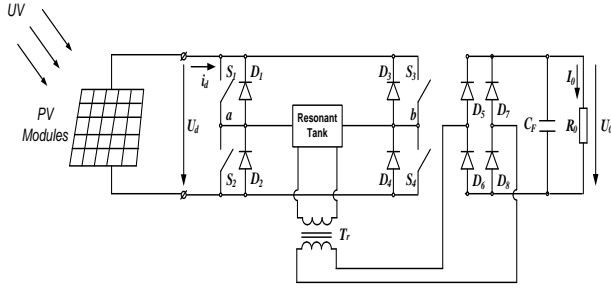 UV
PV
Modules
i_d
U_d
S_1
D_1
D_3
S_3
a
Resonant
Tank
b
S_2
D_2
D_4
S_4
T_r
D_5
D_7
D_6
D_8
C_F
I_0
R_0
U_0